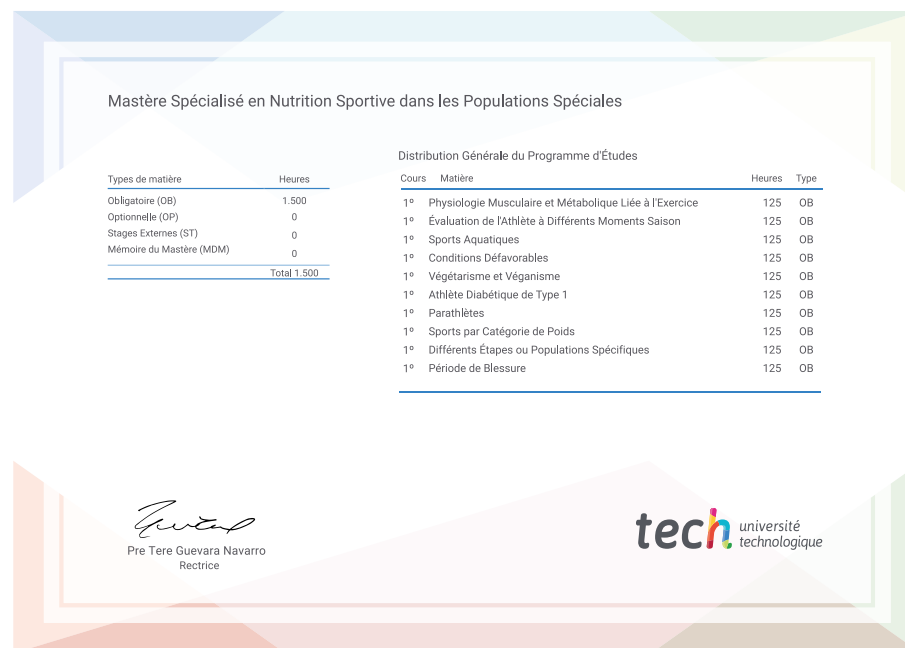 Mastère Spécialisé en Nutrition Sportive dans les Populations Spéciales
Types de matière Heures
Obligatoire (OB) 1.500
Optionnelle (OP) 0
Stages Externes (ST) 0
Mémoire du Mastère (MDM) 0
Total 1.500
Distribution Générale du Programme d'Études
Cours Matière Heures Type
1º Physiologie Musculaire et Métabolique Liée à l'Exercice 125 OB
1º Évaluation de l'Athlète à Différents Moments Saison 125 OB
1º Sports Aquatiques 125 OB
1º Conditions Défavorables 125 OB
1º Végétarisme et Véganisme 125 OB
1º Athlète Diabétique de Type 1 125 OB
1º Parathlètes 125 OB
1º Sports par Catégorie de Poids 125 OB
1º Différents Étapes ou Populations Spécifiques 125 OB
1º Période de Blessure 125 OB
Pre Tere Guevara Navarro
Rectrice
tech université
technologique